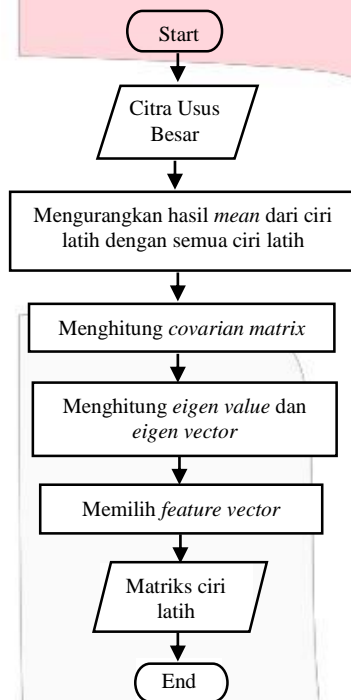 Start
Citra Usus
Besar
Mengurangkan hasil mean dari ciri
latih dengan semua ciri latih
Menghitung covarian matrix
Menghitung eigen value dan
eigen vector
Memilih feature vector
Matriks ciri
latih
End